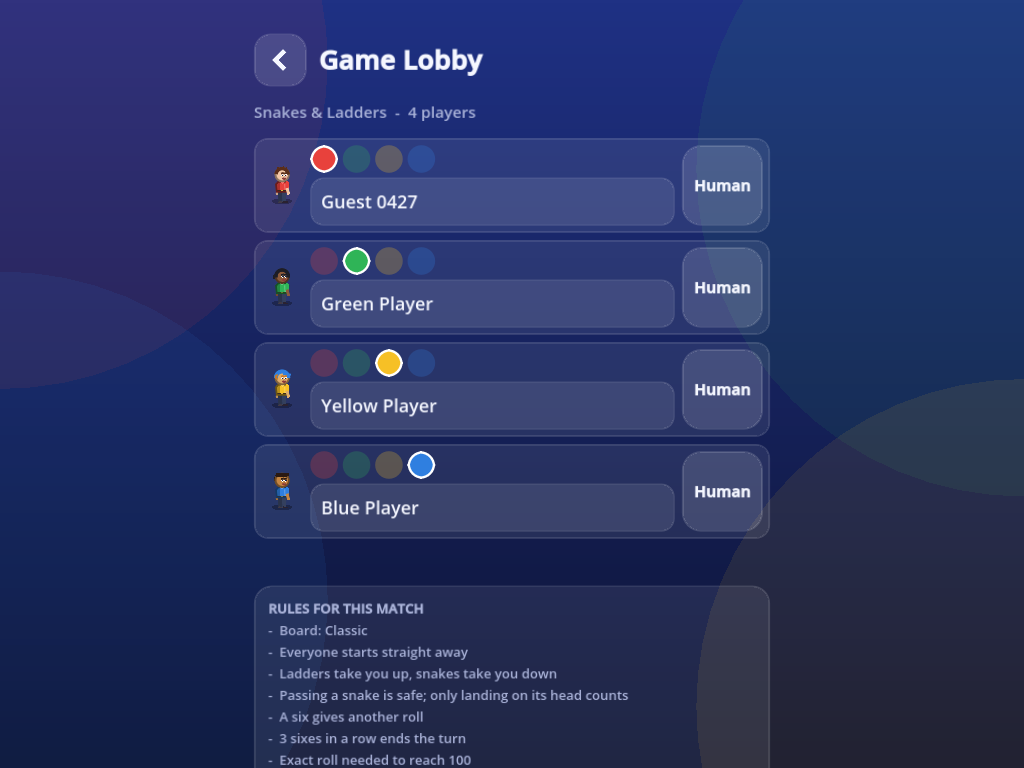 Game Lobby
Snakes & Ladders - 4 players
Guest 0427
Human
Green Player
Human
Yellow Player
Human
Blue Player
Human
RULES FOR THIS MATCH
- Board: Classic
- Everyone starts straight away
- Ladders take you up, snakes take you down
- Passing a snake is safe; only landing on its head counts
- A six gives another roll
- 3 sixes in a row ends the turn
- Exact roll needed to reach 100